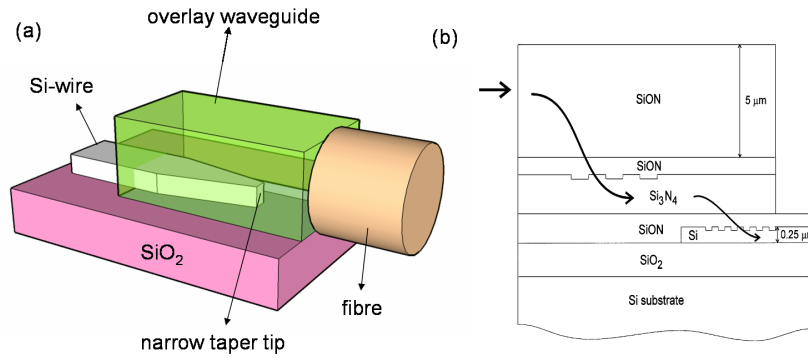 (a)
overlay waveguide
Si-wire
SiO₂
fibre
narrow taper tip
(b)
SiON
5 μm
SiON
Si₃N₄
SiON
Si
0.25 μ
SiO₂
Si substrate